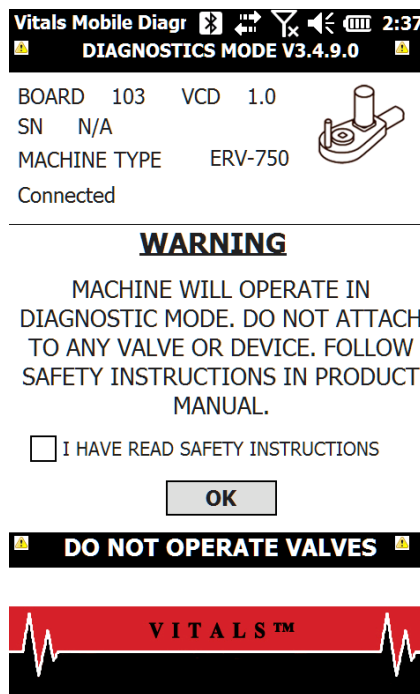 Vitals Mobile Diagr 2:37
DIAGNOSTICS MODE V3.4.9.0
BOARD 103 VCD 1.0
SN N/A
MACHINE TYPE ERV-750
Connected
WARNING
MACHINE WILL OPERATE IN
DIAGNOSTIC MODE. DO NOT ATTACH
TO ANY VALVE OR DEVICE. FOLLOW
SAFETY INSTRUCTIONS IN PRODUCT
MANUAL.
I HAVE READ SAFETY INSTRUCTIONS
OK
DO NOT OPERATE VALVES
VITALS™